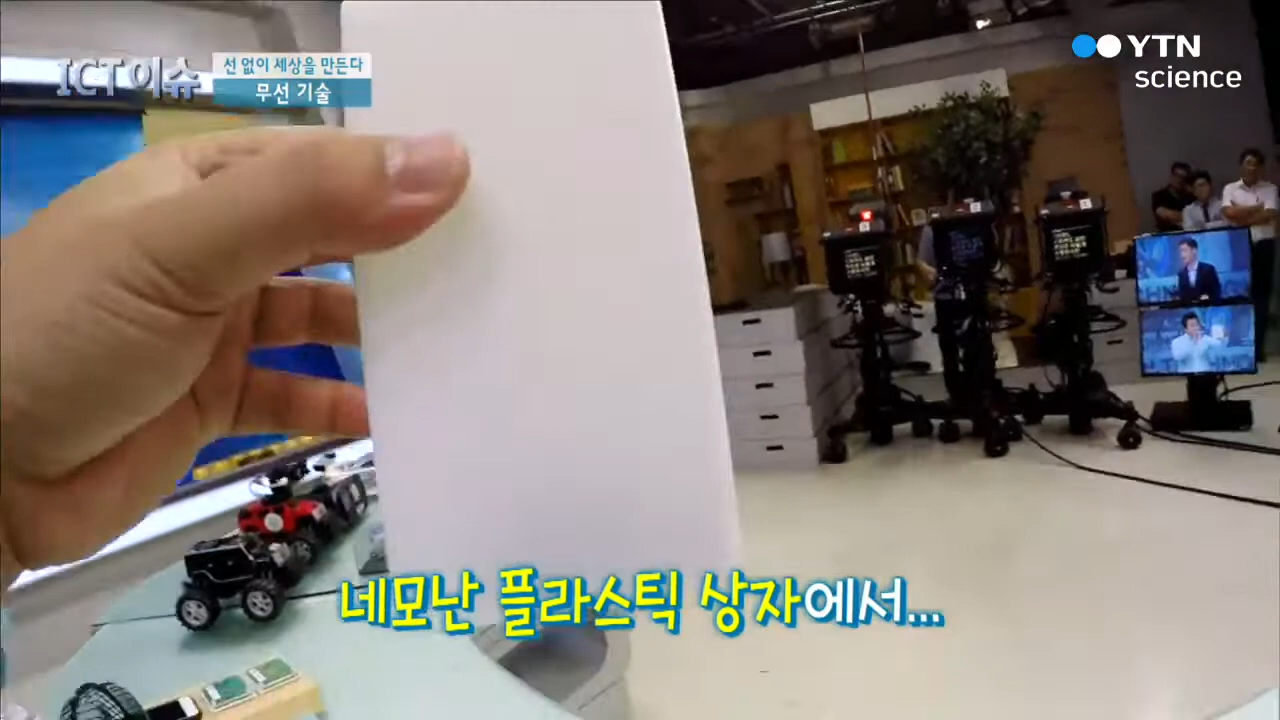 ICT이슈
선 없이 세상을 만든다
무선 기술
YTN
science
네모난 플라스틱 상자에서...